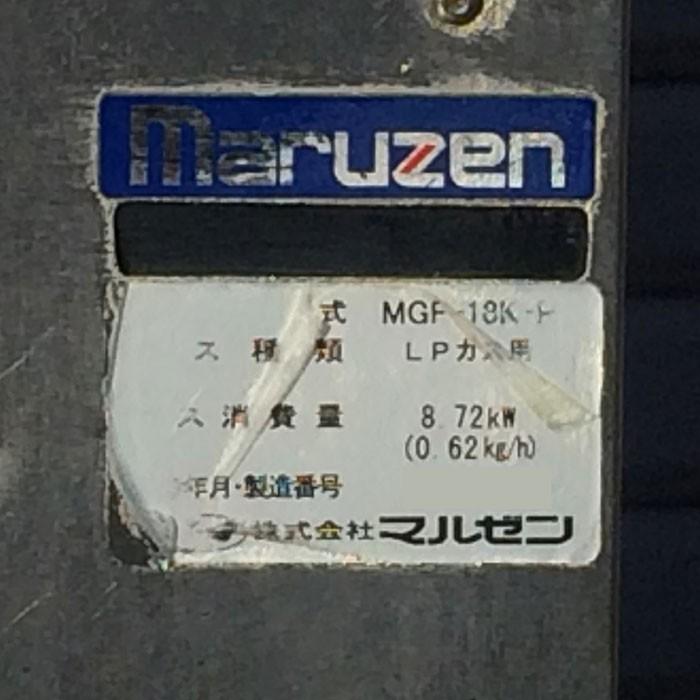 maruzen
式 MGF-18K-P
ス種類 LPガス用
ス消費量 8.72kW
(0.62kg/h)
年月・製造番号
株式会社マルゼン